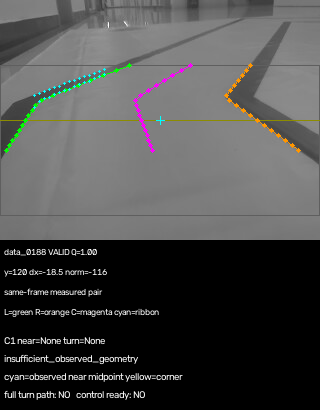 data_0188 VALID Q=1.00
y=120 dx=-18.5 norm=-116
same-frame measured pair
L=green R=orange C=magenta cyan=ribbon
C1 near=None turn=None
insufficient_observed_geometry
cyan=observed near midpoint yellow=corner
full turn path: NO control ready: NO